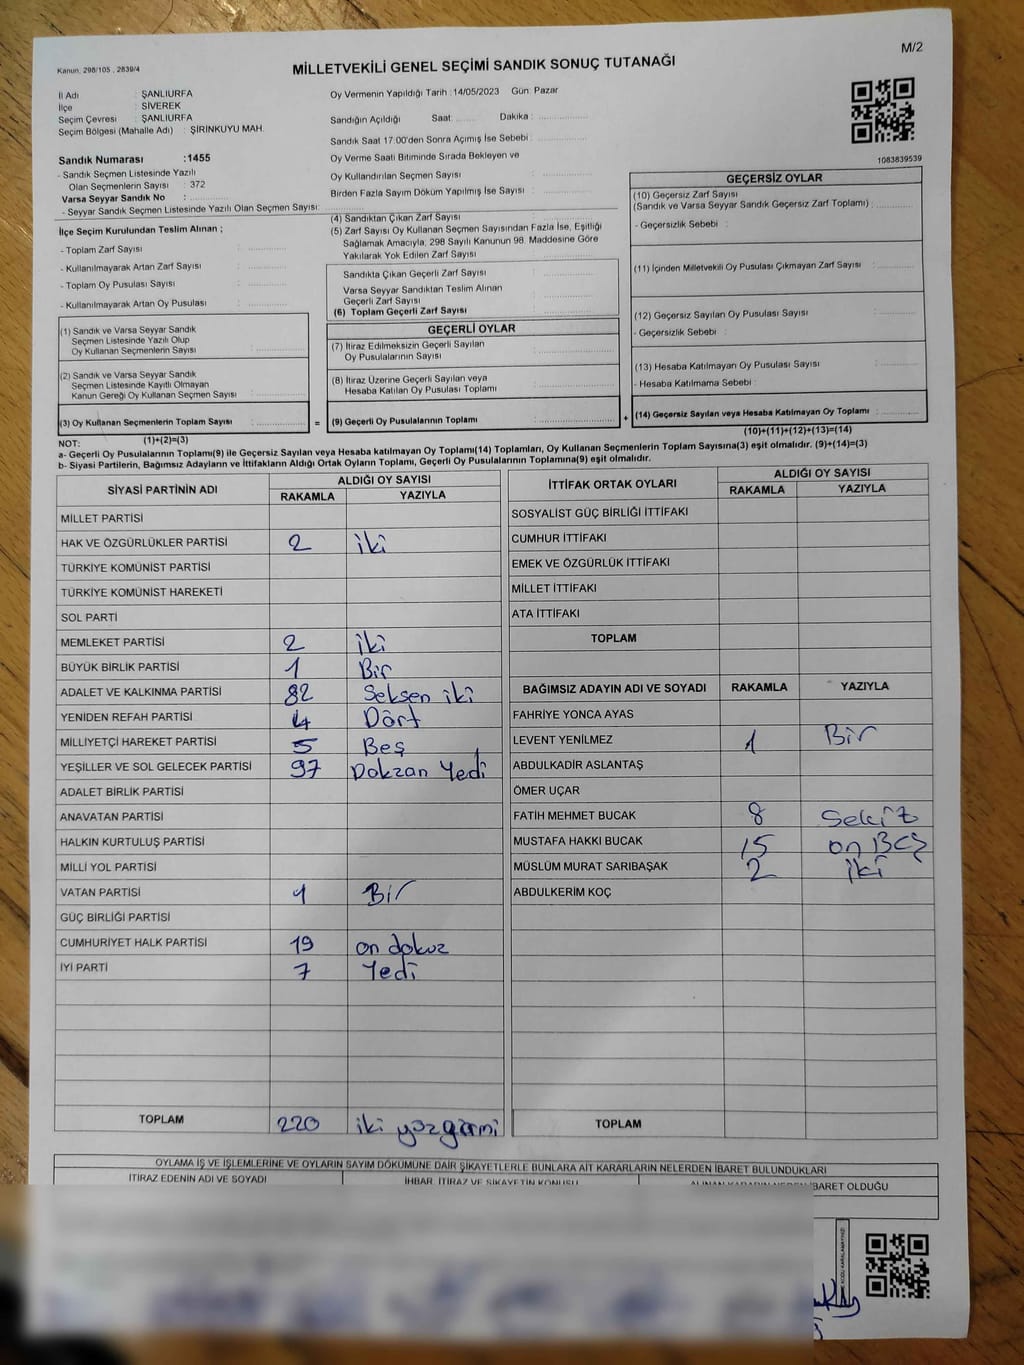 M/2
Kanun, 298/105 , 2839/4
MİLLETVEKİLİ GENEL SEÇİMİ SANDIK SONUÇ TUTANAĞI
İl Adı : ŞANLIURFA
İlçe : SİVEREK
Seçim Çevresi : ŞANLIURFA
Seçim Bölgesi (Mahalle Adı) : ŞİRİNKUYU MAH.
Sandık Numarası :1455
- Sandık Seçmen Listesinde Yazılı
Olan Seçmenlerin Sayısı : 372
Varsa Seyyar Sandık No :
- Seyyar Sandık Seçmen Listesinde Yazılı Olan Seçmen Sayısı:
Oy Vermenin Yapıldığı Tarih :14/05/2023 Gün: Pazar
Sandığın Açıldığı Saat: Dakika :
Sandık Saat 17:00'den Sonra Açımış İse Sebebi :
Oy Verme Saati Bitiminde Sırada Bekleyen ve
Oy Kullandırılan Seçmen Sayısı :
Birden Fazla Sayım Döküm Yapılmış İse Sayısı :
1083839539
İlçe Seçim Kurulundan Teslim Alınan ;
- Toplam Zarf Sayısı :
- Kullanılmayarak Artan Zarf Sayısı :
- Toplam Oy Pusulası Sayısı :
- Kullanılmayarak Artan Oy Pusulası :
(1) Sandık ve Varsa Seyyar Sandık
Seçmen Listesinde Yazılı Olup
Oy Kullanan Seçmenlerin Sayısı :
(2) Sandık ve Varsa Seyyar Sandık
Seçmen Listesinde Kayıtlı Olmayan
Kanun Gereği Oy Kullanan Seçmen Sayısı :
(3) Oy Kullanan Seçmenlerin Toplam Sayısı : =
(4) Sandıktan Çıkan Zarf Sayısı :
(5) Zarf Sayısı Oy Kullanan Seçmen Sayısından Fazla İse, Eşitliği
Sağlamak Amacıyla, 298 Sayılı Kanunun 98. Maddesine Göre
Yakılarak Yok Edilen Zarf Sayısı :
Sandıkta Çıkan Geçerli Zarf Sayısı :
Varsa Seyyar Sandıktan Teslim Alınan
Geçerli Zarf Sayısı :
(6) Toplam Geçerli Zarf Sayısı :
GEÇERLİ OYLAR
(7) İtiraz Edilmeksizin Geçerli Sayılan
Oy Pusulalarının Sayısı :
(8) İtiraz Üzerine Geçerli Sayılan veya
Hesaba Katılan Oy Pusulası Toplamı :
(9) Geçerli Oy Pusulalarının Toplamı : +
GEÇERSİZ OYLAR
(10) Geçersiz Zarf Sayısı
(Sandık ve Varsa Seyyar Sandık Geçersiz Zarf Toplamı) :
- Geçersizlik Sebebi :
(11) İçinden Milletvekili Oy Pusulası Çıkmayan Zarf Sayısı :
(12) Geçersiz Sayılan Oy Pusulası Sayısı :
- Geçersizlik Sebebi :
(13) Hesaba Katılmayan Oy Pusulası Sayısı :
- Hesaba Katılmama Sebebi :
(14) Geçersiz Sayılan veya Hesaba Katılmayan Oy Toplamı :
NOT: (1)+(2)=(3) (10)+(11)+(12)+(13)=(14)
a- Geçerli Oy Pusulalarının Toplamı(9) ile Geçersiz Sayılan veya Hesaba katılmayan Oy Toplamı(14) Toplamları, Oy Kullanan Seçmenlerin Toplam Sayısına(3) eşit olmalıdır. (9)+(14)=(3)
b- Siyasi Partilerin, Bağımsız Adayların ve İttifakların Aldığı Ortak Oyların Toplamı, Geçerli Oy Pusulalarının Toplamına(9) eşit olmalıdır.
SİYASİ PARTİNİN ADI ALDIĞI OY SAYISI
RAKAMLA YAZIYLA
MİLLET PARTİSİ
HAK VE ÖZGÜRLÜKLER PARTİSİ 2 iki
TÜRKİYE KOMÜNİST PARTİSİ
TÜRKİYE KOMÜNİST HAREKETİ
SOL PARTİ
MEMLEKET PARTİSİ 2 iki
BÜYÜK BİRLİK PARTİSİ 1 Bir
ADALET VE KALKINMA PARTİSİ 82 Seksen iki
YENİDEN REFAH PARTİSİ 4 Dört
MİLLİYETÇİ HAREKET PARTİSİ 5 Beş
YEŞİLLER VE SOL GELECEK PARTİSİ 97 Dokzan Yedi
ADALET BİRLİK PARTİSİ
ANAVATAN PARTİSİ
HALKIN KURTULUŞ PARTİSİ
MİLLİ YOL PARTİSİ
VATAN PARTİSİ 1 Bir
GÜÇ BİRLİĞİ PARTİSİ
CUMHURİYET HALK PARTİSİ 19 on dokuz
İYİ PARTİ 7 Yedi
TOPLAM 220 iki yüzyirmi
İTTİFAK ORTAK OYLARI ALDIĞI OY SAYISI
RAKAMLA YAZIYLA
SOSYALİST GÜÇ BİRLİĞİ İTTİFAKI
CUMHUR İTTİFAKI
EMEK VE ÖZGÜRLÜK İTTİFAKI
MİLLET İTTİFAKI
ATA İTTİFAKI
TOPLAM
BAĞIMSIZ ADAYIN ADI VE SOYADI RAKAMLA YAZIYLA
FAHRİYE YONCA AYAS
LEVENT YENİLMEZ 1 Bir
ABDULKADİR ASLANTAŞ
ÖMER UÇAR
FATİH MEHMET BUCAK 8 Sekiz
MUSTAFA HAKKI BUCAK 15 on Beş
MÜSLÜM MURAT SARIBAŞAK 2 iki
ABDULKERİM KOÇ
TOPLAM
OYLAMA İŞ VE İŞLEMLERİNE VE OYLARIN SAYIM DÖKÜMÜNE DAİR ŞİKAYETLERLE BUNLARA AİT KARARLARIN NELERDEN İBARET BULUNDUKLARI
İTİRAZ EDENİN ADI VE SOYADI İHBAR, İTİRAZ VE ŞİKAYETİN KONUSU ALINAN KARARIN NEDEN İBARET OLDUĞU